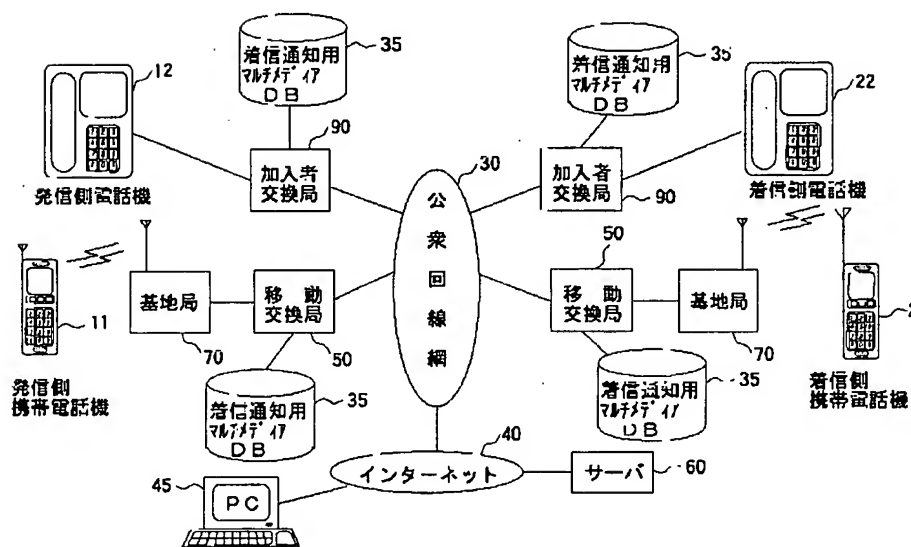 着信通知用
マルチメディア
DB
35
12
発信側電話機
90
加入者
交換局
着信通知用
マルチメディア
DB
35
22
着信側電話機
加入者
交換局
90
30
公衆回線網
11
発信側
携帯電話機
基地局
70
移動
交換局
50
着信通知用
マルチメディア
DB
35
50
移動
交換局
基地局
70
着信側
携帯電話機
着信通知用
マルチメディア
DB
35
40
インターネット
サーバ
60
45
PC